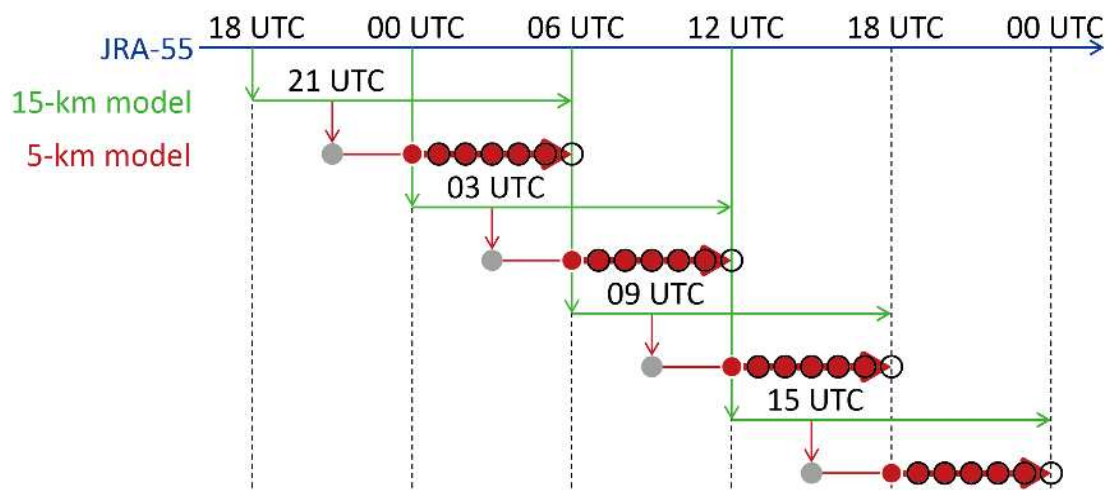 18 UTC 00 UTC 06 UTC 12 UTC 18 UTC 00 UTC
JRA-55
21 UTC
15-km model
5-km model
03 UTC
09 UTC
15 UTC